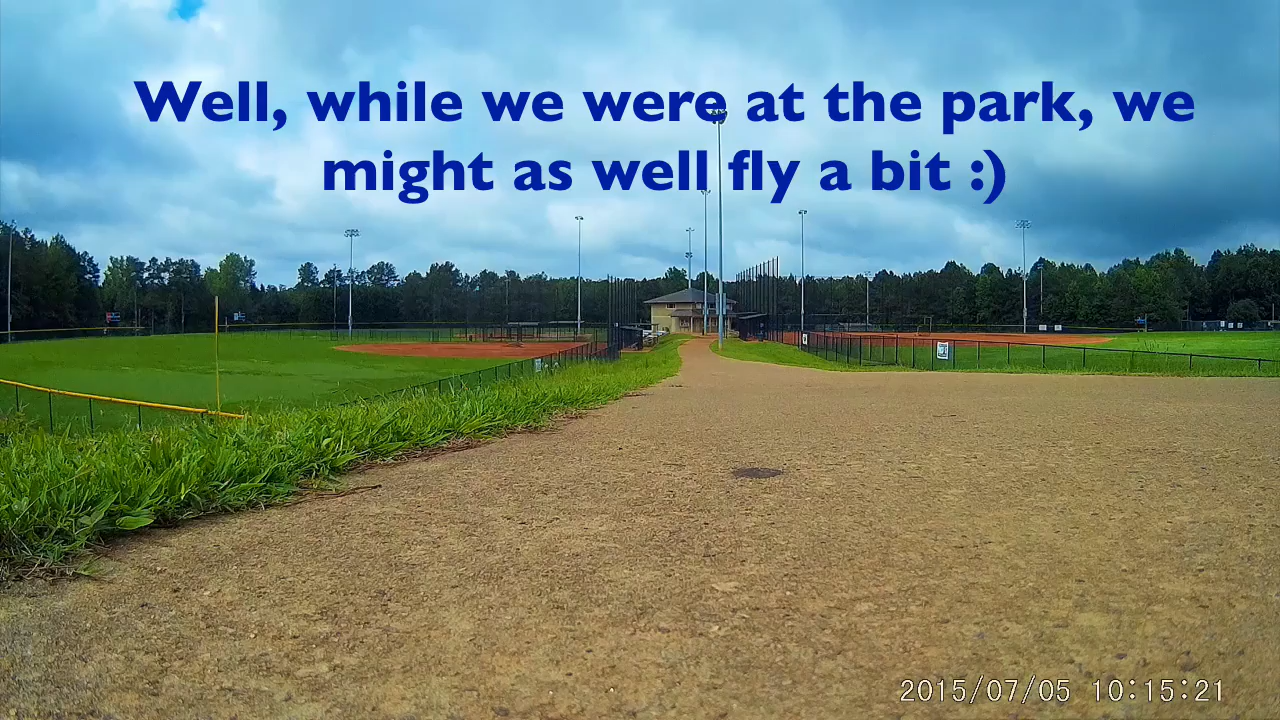 Well, while we were at the park, we
might as well fly a bit :)
2015/07/05 10:15:21